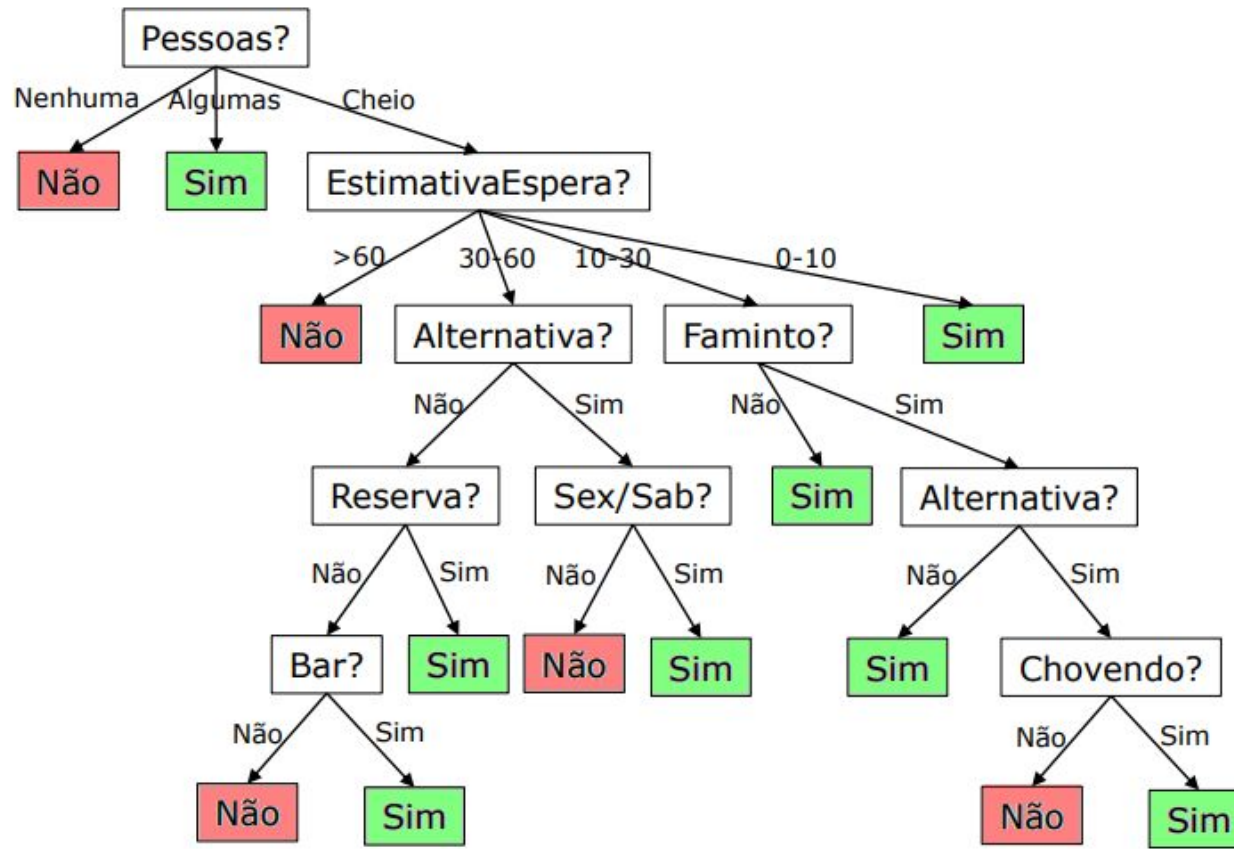 Pessoas?
Nenhuma Algumas Cheio
Não Sim EstimativaEspera?
>60 30-60 10-30 0-10
Não Alternativa? Faminto? Sim
Não Sim Não Sim
Reserva? Sex/Sab? Sim Alternativa?
Não Sim Não Sim Não Sim
Bar? Sim Não Sim Sim Chovendo?
Não Sim Não Sim
Não Sim Não Sim